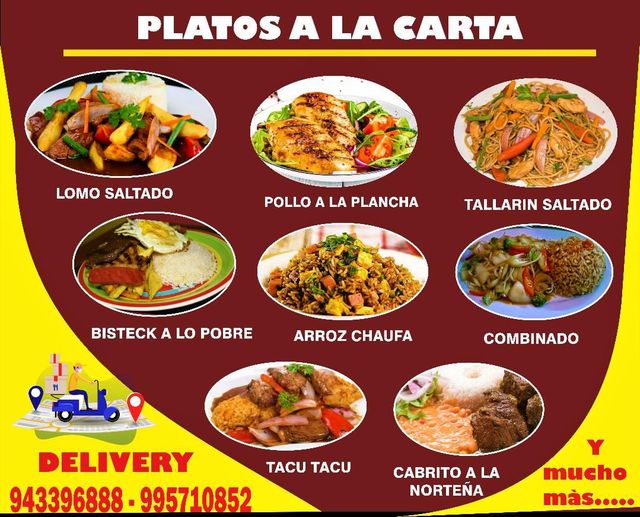 PLATOS A LA CARTA
LOMO SALTADO
POLLO A LA PLANCHA
TALLARIN SALTADO
BISTECK A LO POBRE
ARROZ CHAUFA
COMBINADO
TACU TACU
CABRITO A LA
NORTEÑA
DELIVERY
943396888 - 995710852
Y
mucho
màs.....